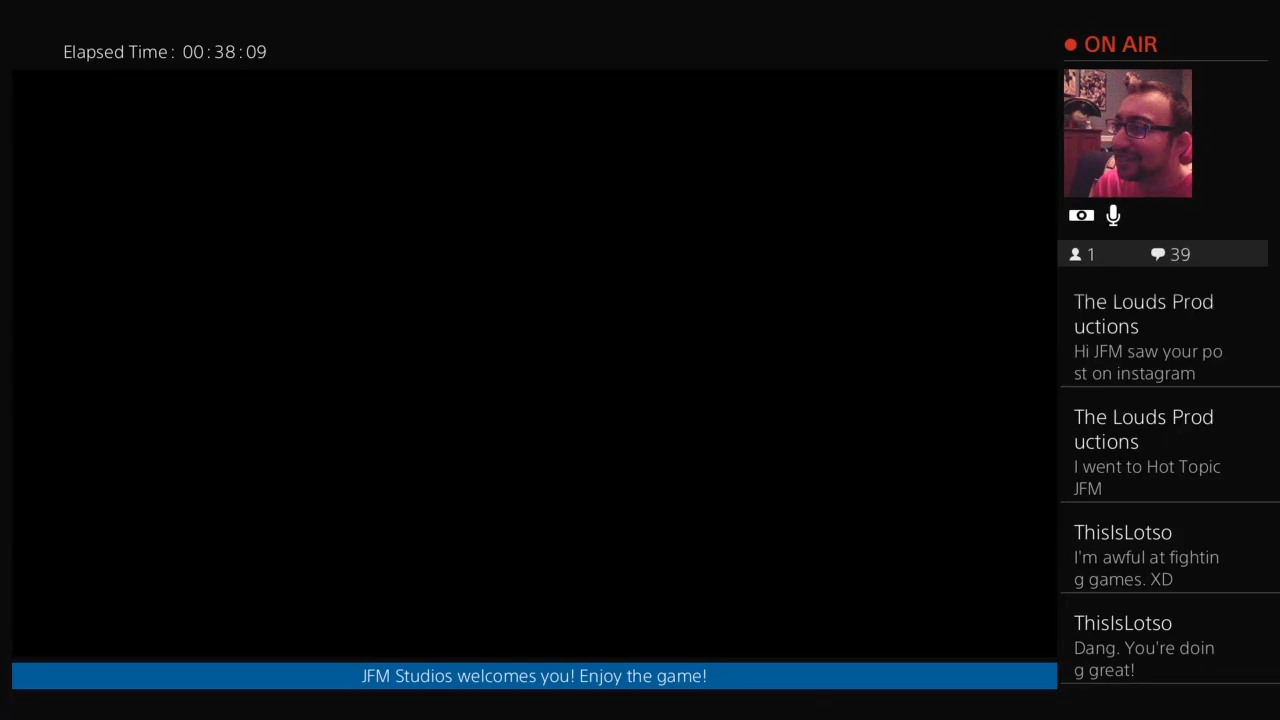 Elapsed Time: 00:38:09
ON AIR
1 39
The Louds Prod
uctions
Hi JFM saw your po
st on instagram
The Louds Prod
uctions
I went to Hot Topic
JFM
ThisIsLotso
I'm awful at fightin
g games. XD
ThisIsLotso
Dang. You're doin
g great!
JFM Studios welcomes you! Enjoy the game!